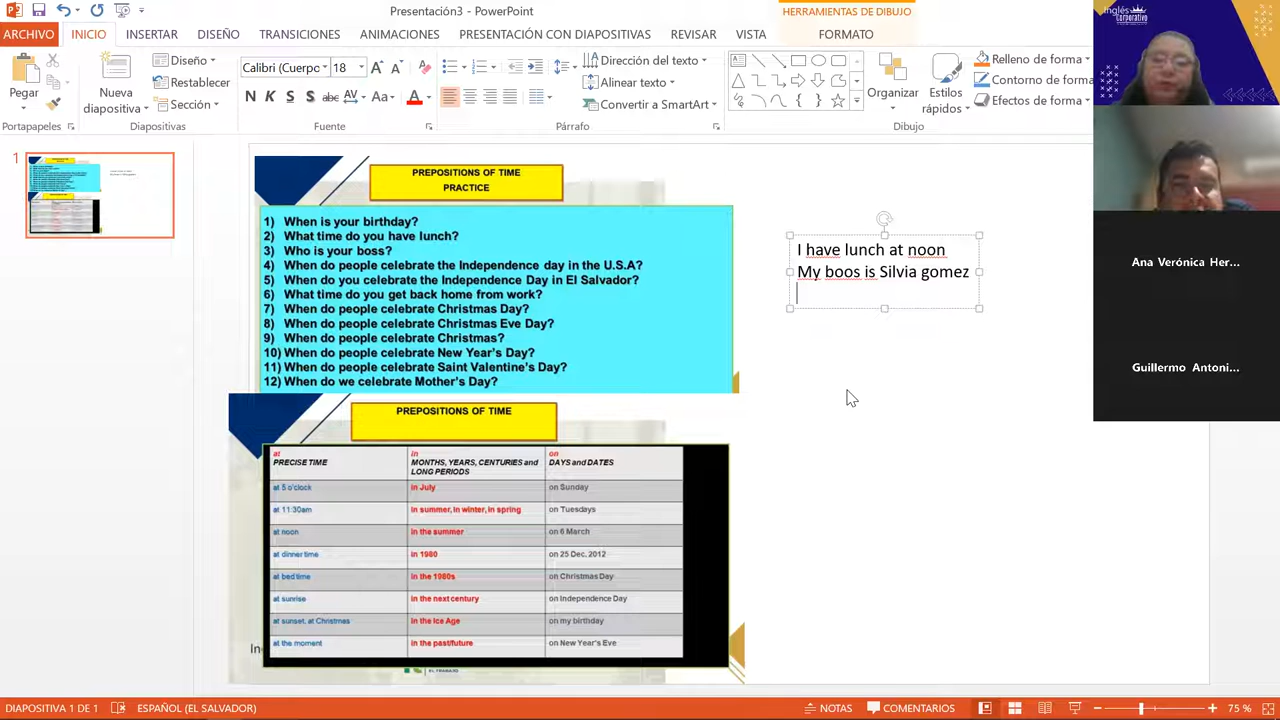 Presentación3 - PowerPoint
HERRAMIENTAS DE DIBUJO
ARCHIVO INICIO INSERTAR DISEÑO TRANSICIONES ANIMACIONES PRESENTACIÓN CON DIAPOSITIVAS REVISAR VISTA FORMATO
Pegar
Nueva diapositiva
Diseño
Restablecer
Sección
Calibri (Cuerpo 18
N K S S abc AV Aa A
Dirección del texto
Alinear texto
Convertir a SmartArt
Organizar
Estilos rápidos
Relleno de forma
Contorno de forma
Efectos de forma
Portapapeles Diapositivas Fuente Párrafo Dibujo
Inglés
Corporativo
1
PREPOSITIONS OF TIME
PRACTICE
1) When is your birthday?
2) What time do you have lunch?
3) Who is your boss?
4) When do people celebrate the Independence day in the U.S.A?
5) When do you celebrate the Independence Day in El Salvador?
6) What time do you get back home from work?
7) When do people celebrate Christmas Day?
8) When do people celebrate Christmas Eve Day?
9) When do people celebrate Christmas?
10) When do people celebrate New Year's Day?
11) When do people celebrate Saint Valentine's Day?
12) When do we celebrate Mother's Day?
I have lunch at noon
My boos is Silvia gomez
Ana Verónica Her...
Guillermo Antoni...
PREPOSITIONS OF TIME
at in on
PRECISE TIME MONTHS, YEARS, CENTURIES and LONG PERIODS DAYS and DATES
at 5 o'clock in July on Sunday
at 11:30am in summer, in winter, in spring on Tuesdays
at noon in the summer on 6 March
at dinner time in 1980 on 25 Dec. 2012
at bedtime in the 1980s on Christmas Day
at sunrise in the next century on Independence Day
at sunset, at Christmas in the Ice Age on my birthday
at the moment in the past/future on New Year's Eve
EL TRABAJO
DIAPOSITIVA 1 DE 1 ESPAÑOL (EL SALVADOR) NOTAS COMENTARIOS 75 %